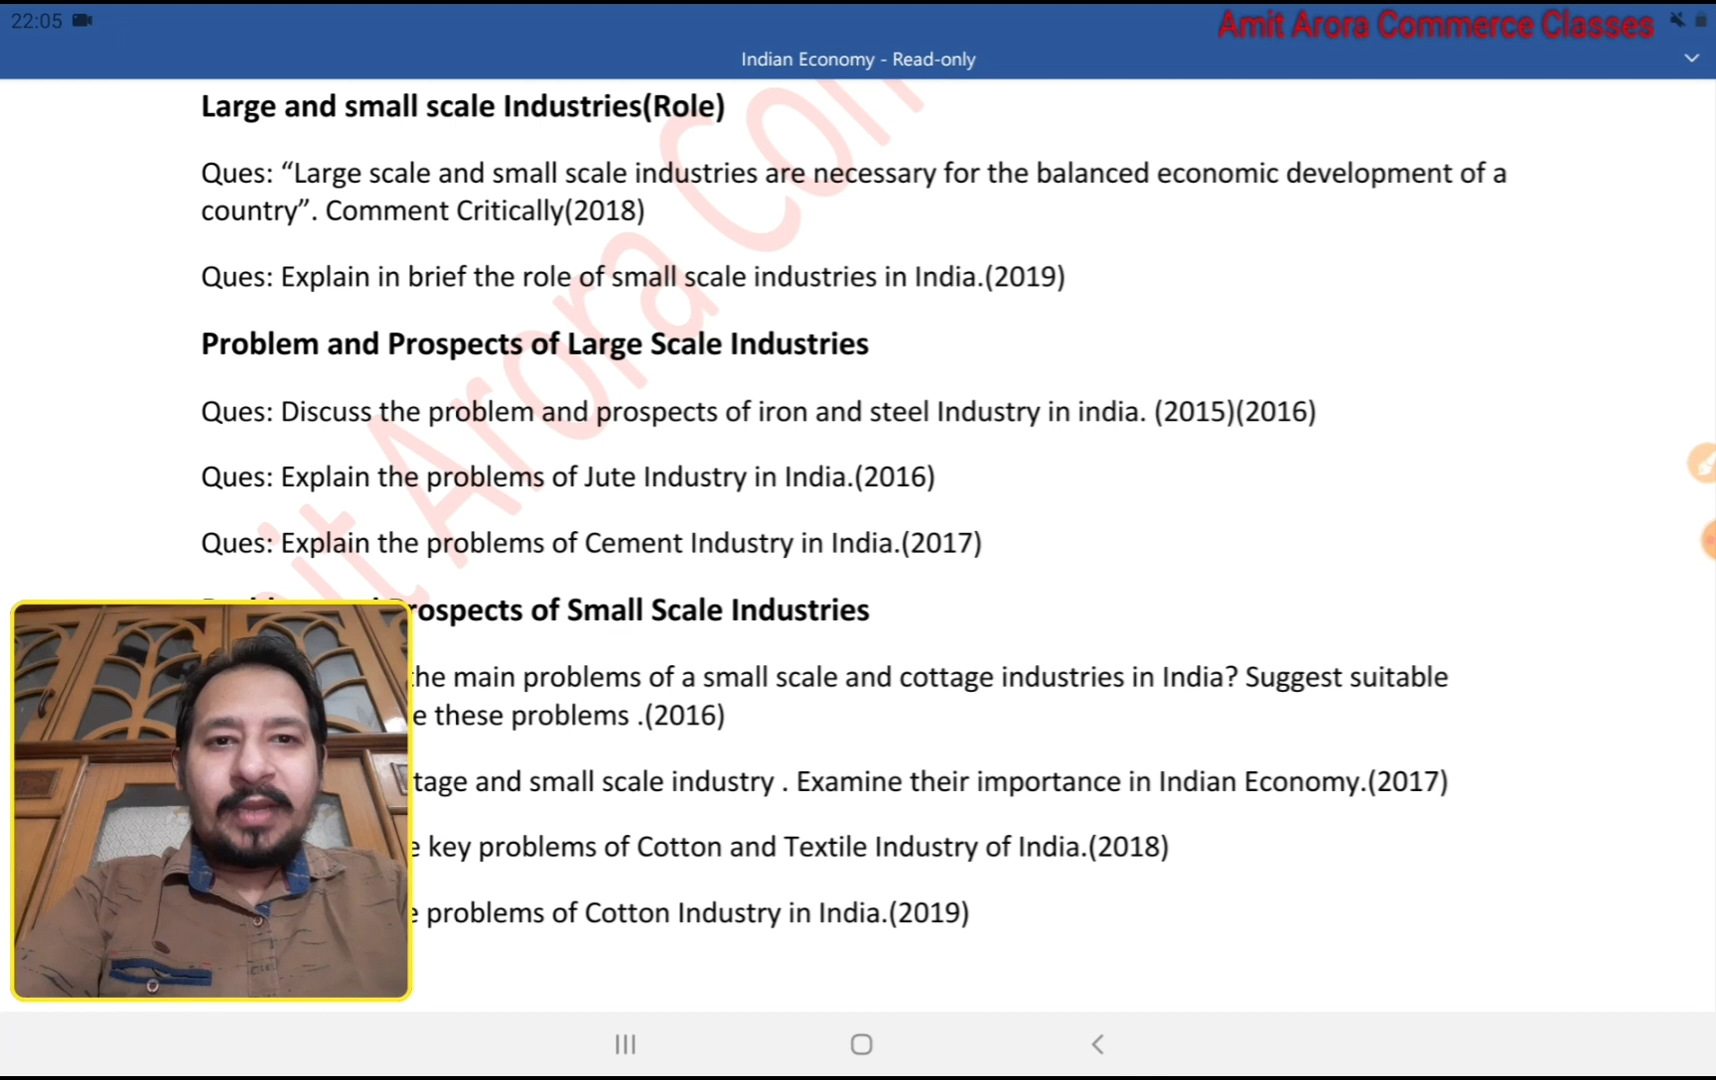 22:05
Amit Arora Commerce Classes
Indian Economy - Read-only
Large and small scale Industries(Role)
Ques: “Large scale and small scale industries are necessary for the balanced economic development of a
country”. Comment Critically(2018)
Ques: Explain in brief the role of small scale industries in India.(2019)
Problem and Prospects of Large Scale Industries
Ques: Discuss the problem and prospects of iron and steel Industry in india. (2015)(2016)
Ques: Explain the problems of Jute Industry in India.(2016)
Ques: Explain the problems of Cement Industry in India.(2017)
rospects of Small Scale Industries
the main problems of a small scale and cottage industries in India? Suggest suitable
e these problems .(2016)
tage and small scale industry . Examine their importance in Indian Economy.(2017)
e key problems of Cotton and Textile Industry of India.(2018)
e problems of Cotton Industry in India.(2019)
it Arora Com